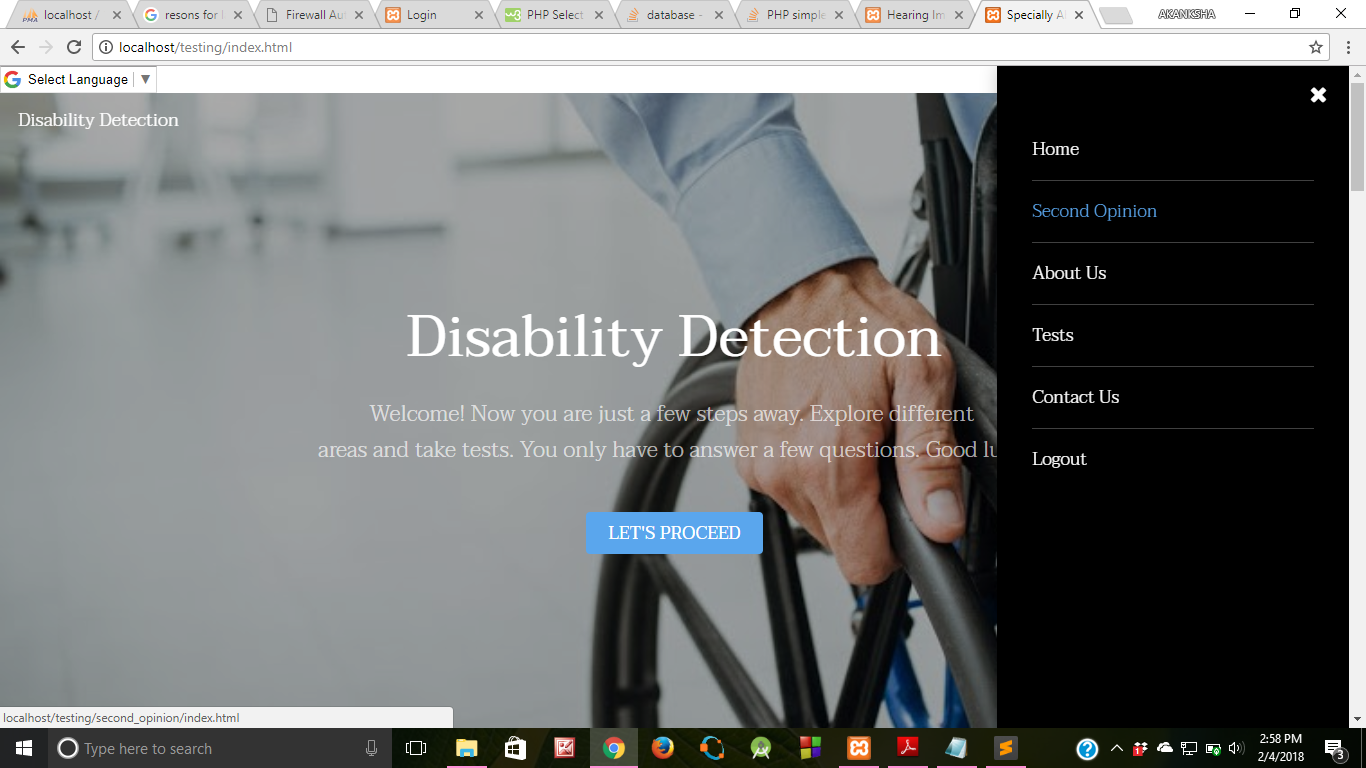 localhost /
resons for
Firewall Au
Login
PHP Select
database -
PHP simple
Hearing Im
Specially A
AKANKSHA
localhost/testing/index.html
Select Language
Disability Detection
Home
Second Opinion
About Us
Tests
Contact Us
Logout
Disability Detection
Welcome! Now you are just a few steps away. Explore different
areas and take tests. You only have to answer a few questions. Good lu
LET'S PROCEED
localhost/testing/second_opinion/index.html
Type here to search
2:58 PM
2/4/2018
3